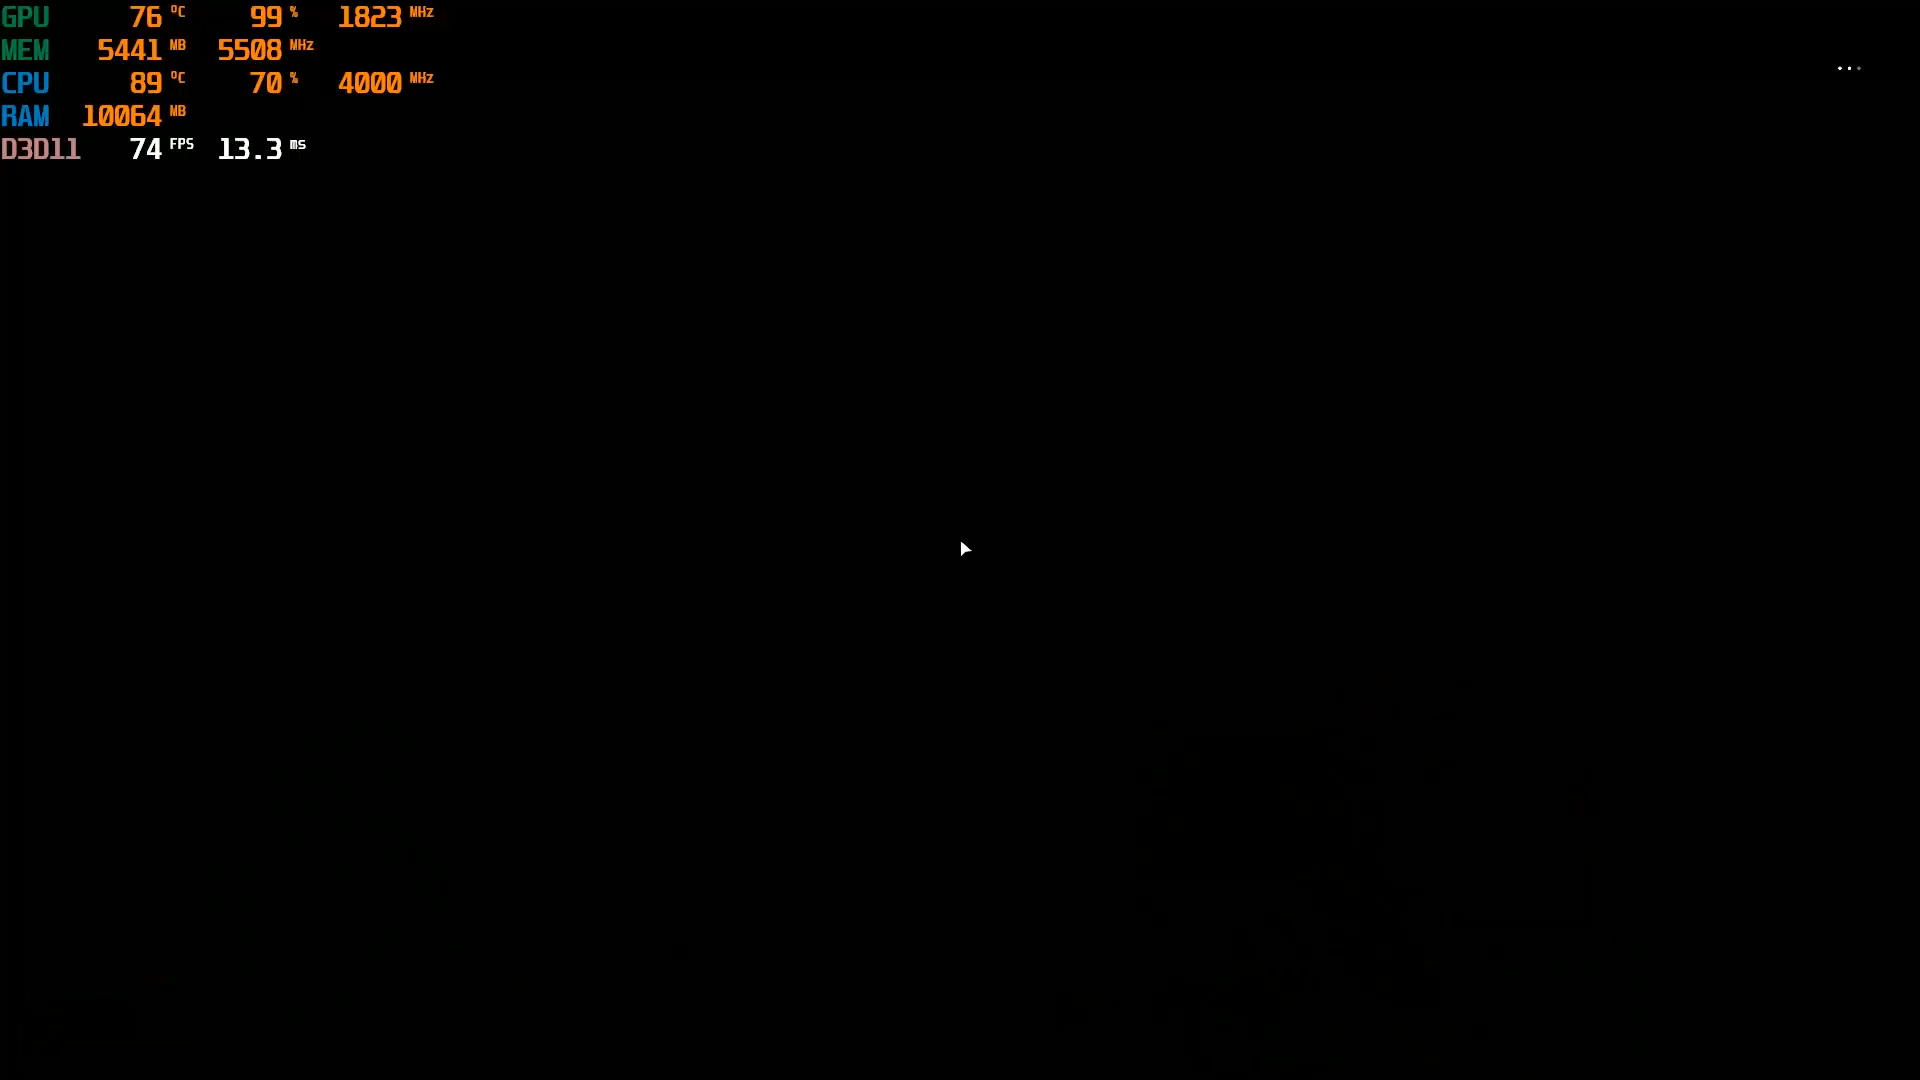 GPU 76 °C 99 % 1823 MHz
MEM 5441 MB 5508 MHz
CPU 89 °C 70 % 4000 MHz
RAM 10064 MB
D3D11 74 FPS 13.3 ms